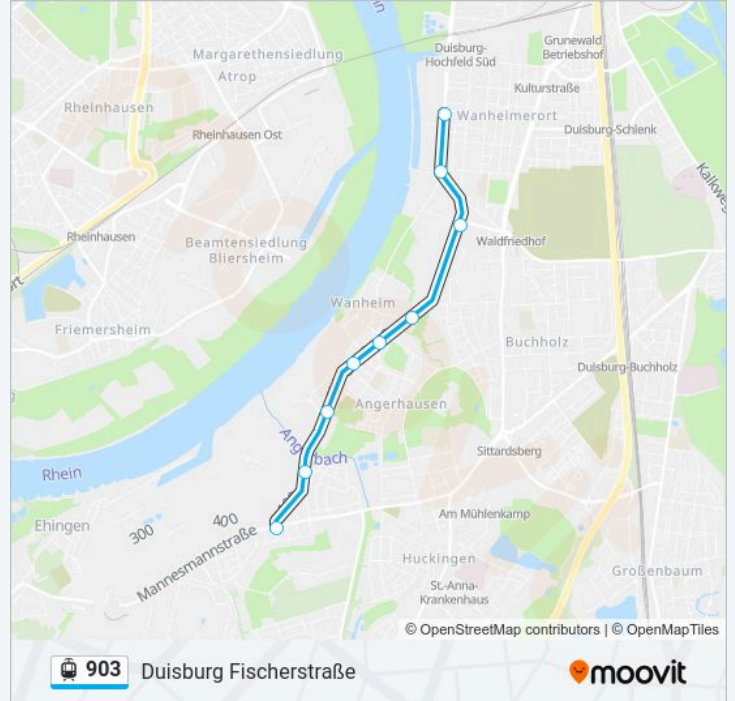 Duisburg-
Hochfeld Süd
Grunewald
Betriebshof
Margarethensiedlung
Atrop
Kulturstraße
Rheinhausen
Wanheimerort
Duisburg-Schlenk
Rheinhausen Ost
Kalkweg
Rheinhausen
Beamtensiedlung
Bliersheim
Waldfriedhof
Wanheim
Friemersheim
Buchholz
Duisburg-Buchholz
Angerhausen
Angerbach
Sittardsberg
Rhein
Ehingen
300
400
Mannesmannstraße
Am Mühlenkamp
Huckingen
Großenbaum
St.-Anna-
Krankenhaus
© OpenStreetMap contributors | © OpenMapTiles
903 Duisburg Fischerstraße
moovit